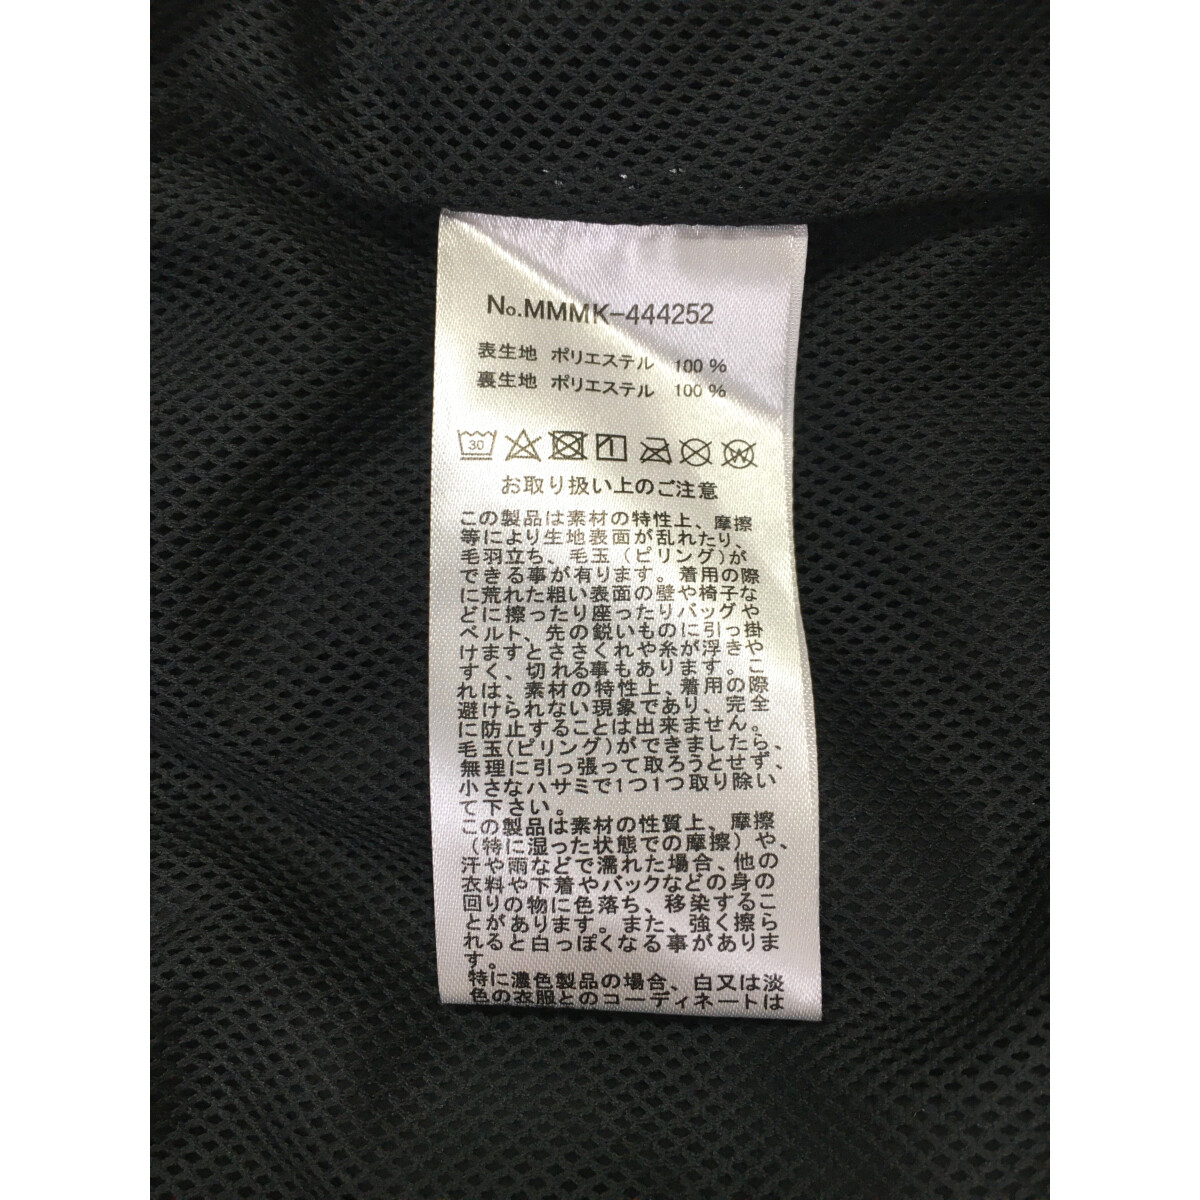 No.MMMK-444252
表生地 ポリエステル 100 %
裏生地 ポリエステル 100 %
30
お取り扱い上のご注意
この製品は素材の特性上、摩擦
等により生地表面が乱れたり、
毛羽立ち、毛玉(ピリング)が
できる事が有ります。着用の際
に荒れた粗い表面の壁や椅子な
どに擦ったり座ったりバッグや
ベルト、先の鋭いものに引っ掛
けますとささくれや糸が浮きや
すく、切れる事もあります。こ
れは、素材の特性上、着用の際
避けられない現象であり、完全
に防止することは出来ません。
毛玉(ピリング)ができましたら、
無理に引っ張って取ろうとせず、
小さなハサミで1つ1つ取り除い
て下さい。
この製品は素材の性質上、摩擦
(特に湿った状態での摩擦)や、
汗や雨などで濡れた場合、他の
衣料や下着やバックなどの身の
回りの物に色落ち、移染するこ
とがあります。また、強く擦ら
れると白っぽくなる事がありま
す。
特に濃色製品の場合、白又は淡
色の衣服とのコーディネートは